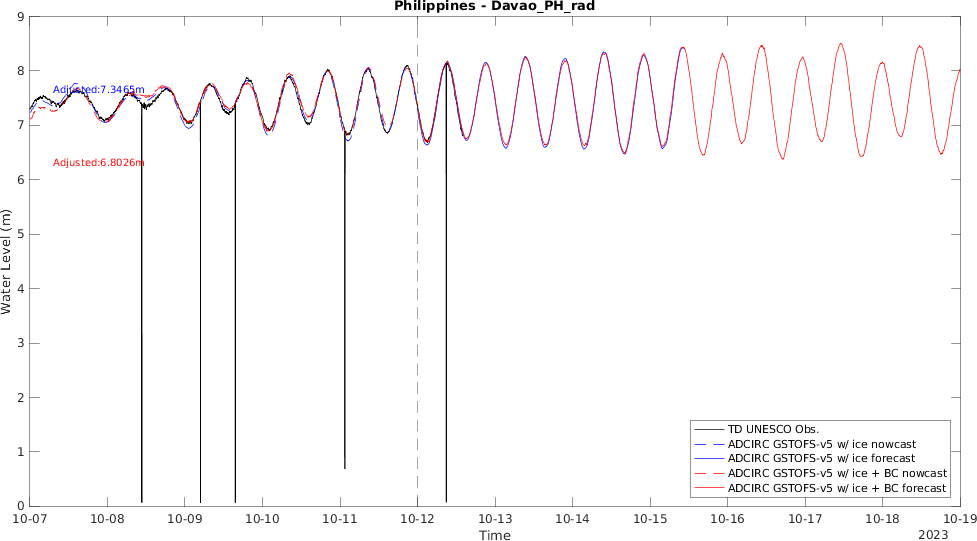 Philippines - Davao_PH_rad
9
8
7
6
5
4
3
2
1
0
Water Level (m)
Adjusted:7.3465m
Adjusted:6.8026m
TD UNESCO Obs.
ADCIRC GSTOFS-v5 w/ ice nowcast
ADCIRC GSTOFS-v5 w/ ice forecast
ADCIRC GSTOFS-v5 w/ ice + BC nowcast
ADCIRC GSTOFS-v5 w/ ice + BC forecast
10-07 10-08 10-09 10-10 10-11 10-12 10-13 10-14 10-15 10-16 10-17 10-18 10-19
Time
2023